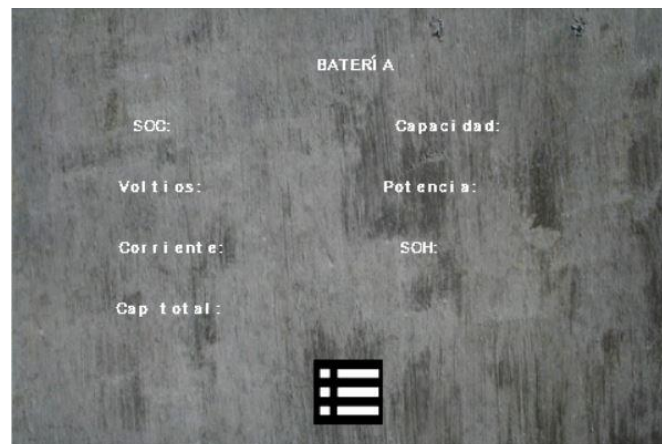 BATERÍA
SOC: Capacidad:
Voltios: Potencia:
Corriente: SOH:
Cap total: